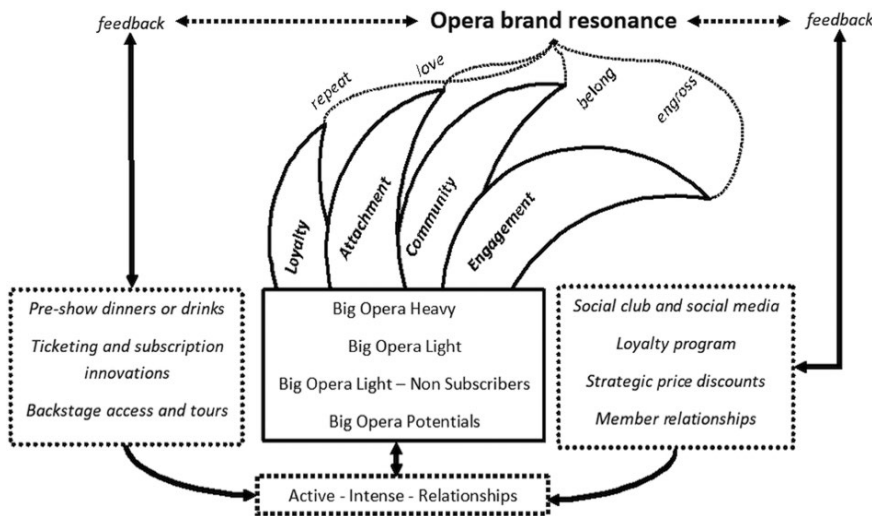 feedback
Opera brand resonance
feedback
repeat
love
belong
engross
Loyalty
Attachment
Community
Engagement
Pre-show dinners or drinks
Ticketing and subscription
innovations
Backstage access and tours
Big Opera Heavy
Big Opera Light
Big Opera Light – Non Subscribers
Big Opera Potentials
Social club and social media
Loyalty program
Strategic price discounts
Member relationships
Active - Intense - Relationships